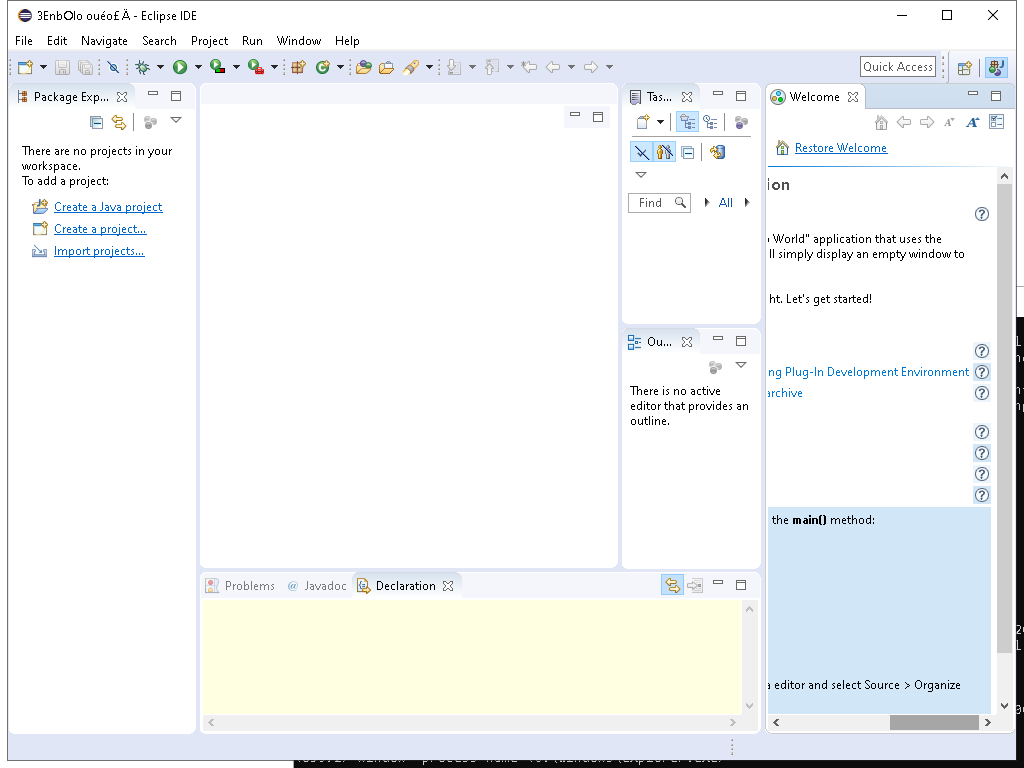 3EnbOlo ouéo£Ä - Eclipse IDE
File Edit Navigate Search Project Run Window Help
Quick Access
Package Exp...
Tas...
Welcome
Restore Welcome
There are no projects in your
workspace.
To add a project:
Create a Java project
Create a project...
Import projects...
Find
All
ion
World" application that uses the
ll simply display an empty window to
ht. Let's get started!
Ou...
There is no active
editor that provides an
outline.
ng Plug-In Development Environment
archive
the main() method:
Problems @ Javadoc Declaration
editor and select Source > Organize